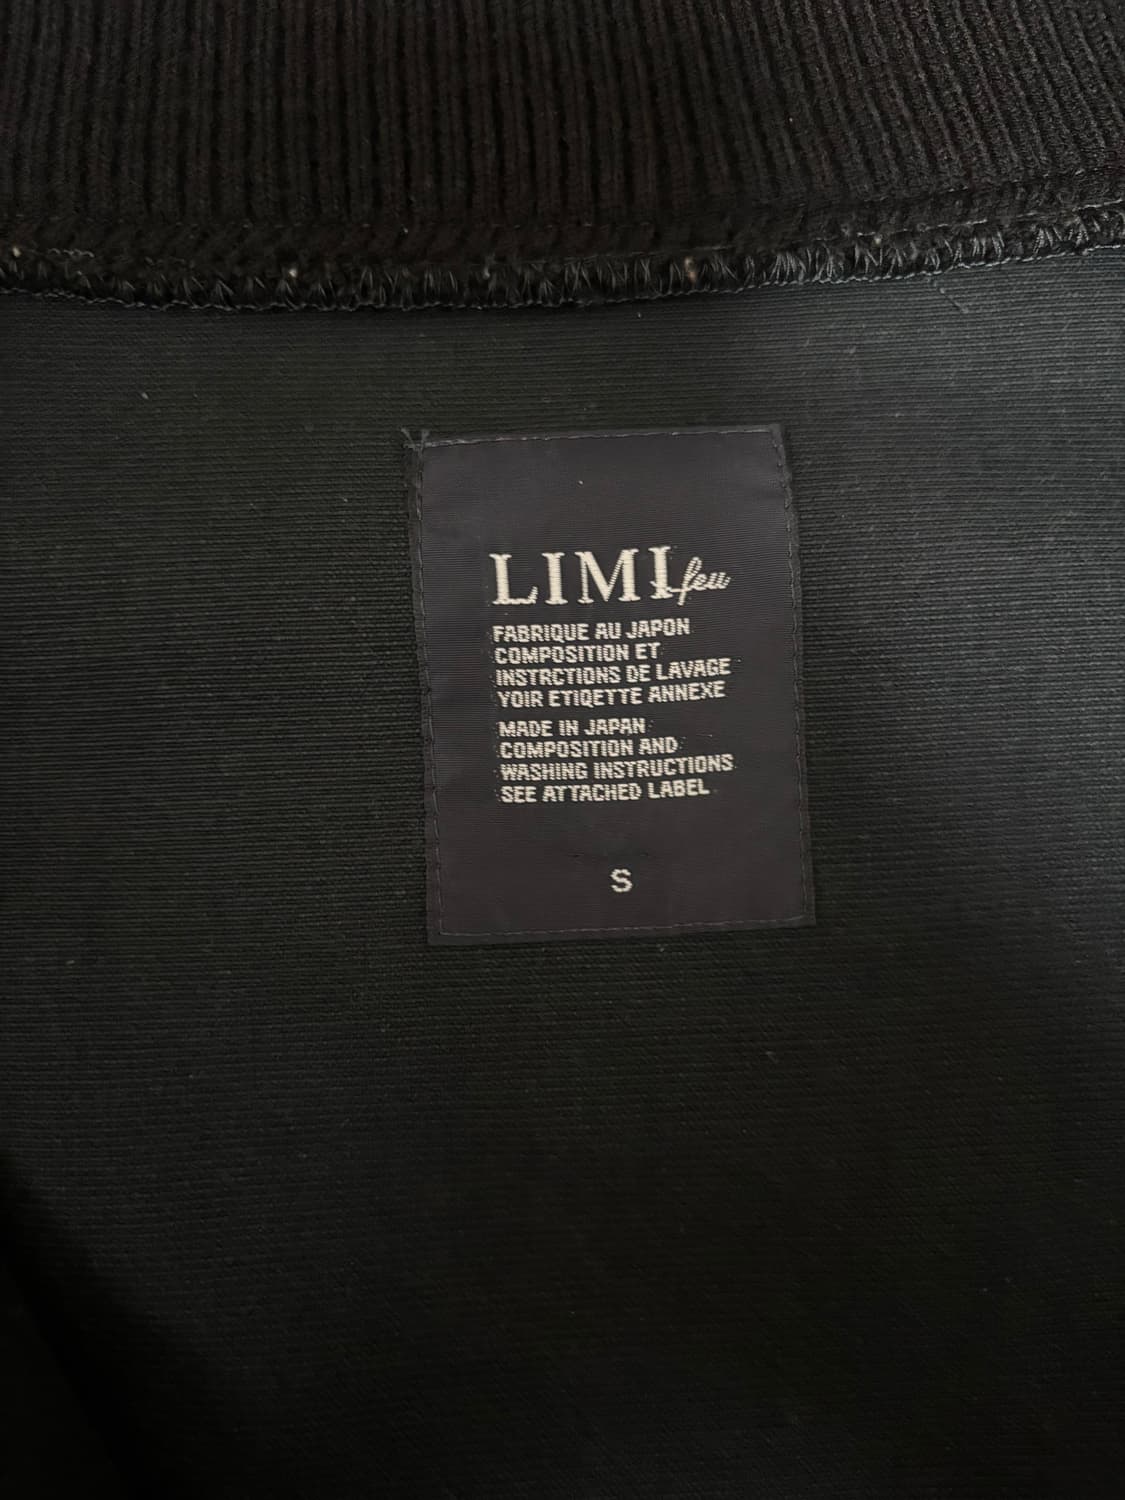 LIMI feu
FABRIQUE AU JAPON
COMPOSITION ET
INSTRCTIONS DE LAVAGE
YOIR ETIQETTE ANNEXE
MADE IN JAPAN
COMPOSITION AND
WASHING INSTRUCTIONS
SEE ATTACHED LABEL
S